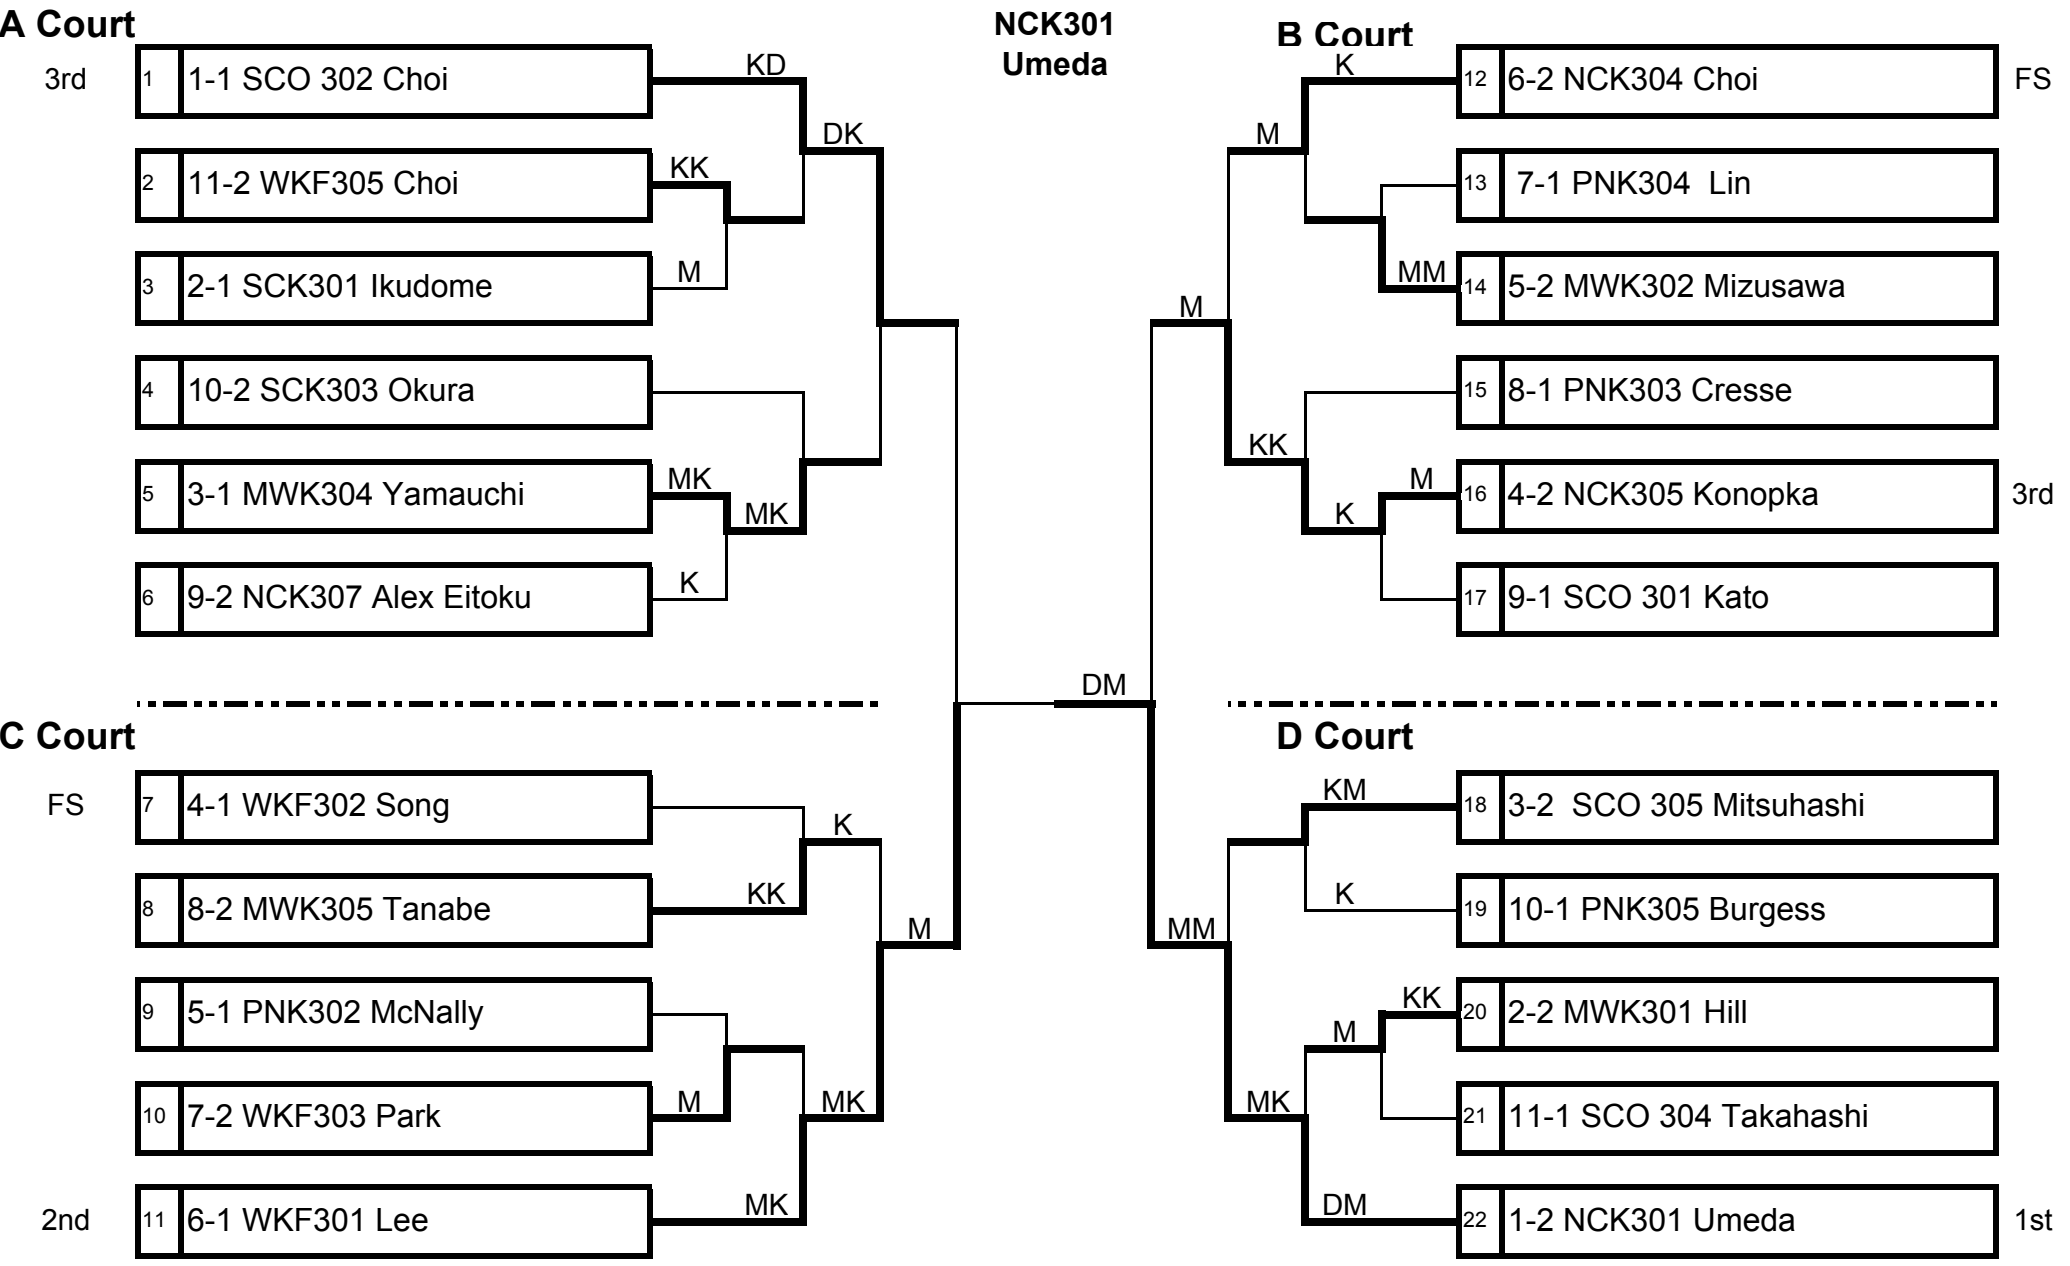 A Court
NCK301
Umeda
B Court
3rd
1 1-1 SCO 302 Choi
KD
K
12 6-2 NCK304 Choi
FS
DK
M
2 11-2 WKF305 Choi
KK
13 7-1 PNK304 Lin
3 2-1 SCK301 Ikudome
M
MM
14 5-2 MWK302 Mizusawa
M
4 10-2 SCK303 Okura
15 8-1 PNK303 Cresse
KK
5 3-1 MWK304 Yamauchi
MK
MK
M
16 4-2 NCK305 Konopka
3rd
K
6 9-2 NCK307 Alex Eitoku
K
17 9-1 SCO 301 Kato
DM
C Court
D Court
FS
7 4-1 WKF302 Song
K
KM
18 3-2 SCO 305 Mitsuhashi
8 8-2 MWK305 Tanabe
KK
K
19 10-1 PNK305 Burgess
M
MM
9 5-1 PNK302 McNally
KK
20 2-2 MWK301 Hill
M
10 7-2 WKF303 Park
M
MK
MK
21 11-1 SCO 304 Takahashi
2nd
11 6-1 WKF301 Lee
MK
DM
22 1-2 NCK301 Umeda
1st